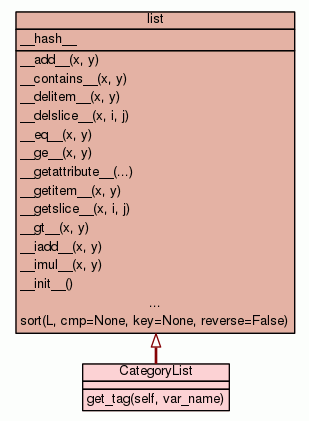 list
__hash__
__add__(x, y)
__contains__(x, y)
__delitem__(x, y)
__delslice__(x, i, j)
__eq__(x, y)
__ge__(x, y)
__getattribute__(...)
__getitem__(x, y)
__getslice__(x, i, j)
__gt__(x, y)
__iadd__(x, y)
__imul__(x, y)
__init__()
...
sort(L, cmp=None, key=None, reverse=False)
CategoryList
get_tag(self, var_name)